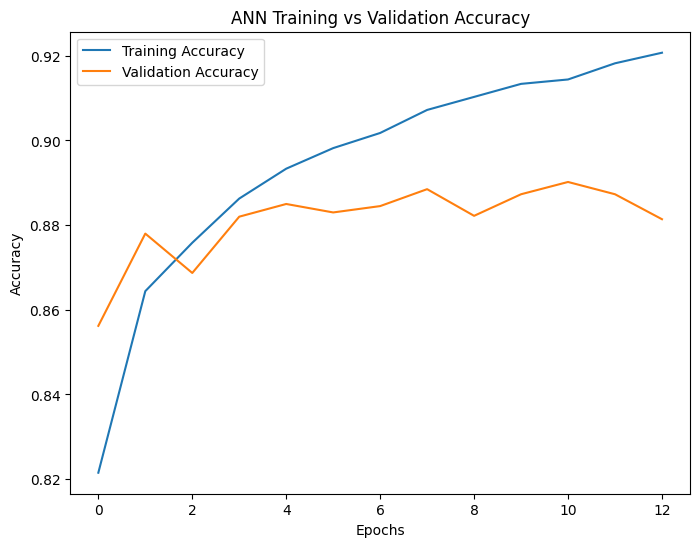 ANN Training vs Validation Accuracy
Training Accuracy
Validation Accuracy
0.92
0.90
0.88
0.86
0.84
0.82
Accuracy
0 2 4 6 8 10 12
Epochs